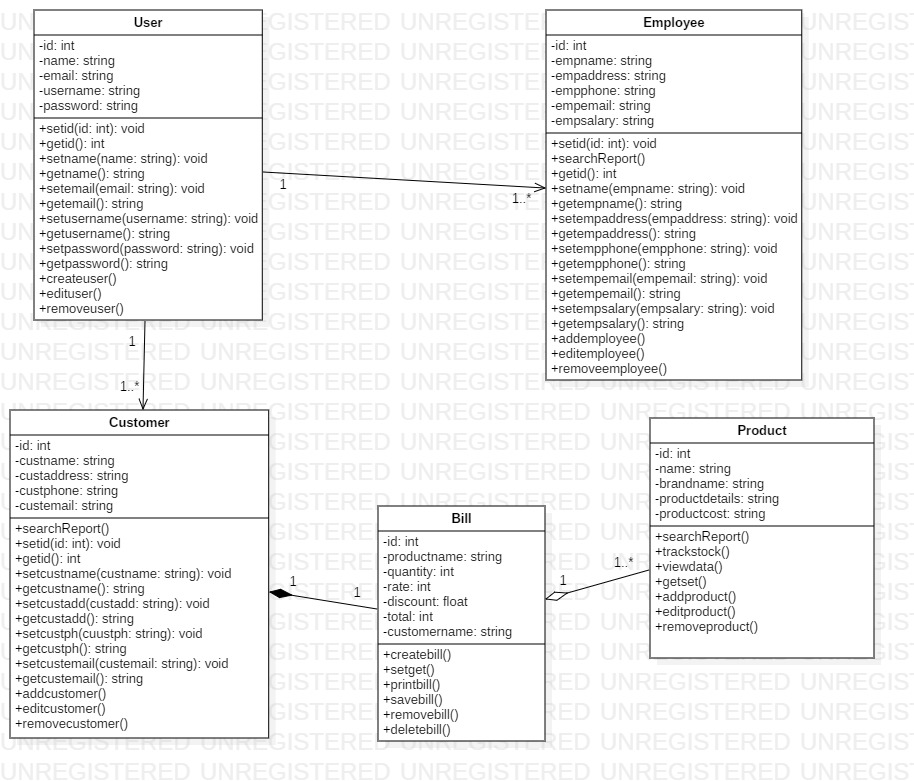 User
-id: int
-name: string
-email: string
-username: string
-password: string
+setid(id: int): void
+getid(): int
+setname(name: string): void
+getname(): string
+setemail(email: string): void
+getemail(): string
+setusername(username: string): void
+getusername(): string
+setpassword(password: string): void
+getpassword(): string
+createuser()
+edituser()
+removeuser()
1
1..*
Employee
-id: int
-empname: string
-empaddress: string
-empphone: string
-empemail: string
-empsalary: string
+setid(id: int): void
+searchReport()
+getid(): int
+setname(empname: string): void
+getempname(): string
+setempaddress(empaddress: string): void
+getempaddress(): string
+setempphone(empphone: string): void
+getempphone(): string
+setempemail(empemail: string): void
+getempemail(): string
+setempsalary(empsalary: string): void
+getempsalary(): string
+addemployee()
+editemployee()
+removeemployee()
1
1..*
Customer
-id: int
-custname: string
-custaddress: string
-custphone: string
-custemail: string
+searchReport()
+setid(id: int): void
+getid(): int
+setcustname(custname: string): void
+getcustname(): string
+setcustadd(custadd: string): void
+getcustadd(): string
+setcustph(cuustph: string): void
+getcustph(): string
+setcustemail(custemail: string): void
+getcustemail(): string
+addcustomer()
+editcustomer()
+removecustomer()
1
1
Bill
-id: int
-productname: string
-quantity: int
-rate: int
-discount: float
-total: int
-customername: string
+createbill()
+setget()
+printbill()
+savebill()
+removebill()
+deletebill()
1
1..*
Product
-id: int
-name: string
-brandname: string
-productdetails: string
-productcost: string
+searchReport()
+trackstock()
+viewdata()
+getset()
+addproduct()
+editproduct()
+removeproduct()
UNREGISTERED